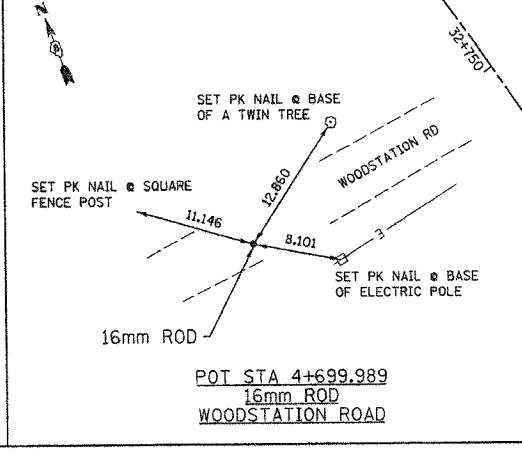 N
32+750
SET PK NAIL @ BASE
OF A TWIN TREE
WOODSTATION RD
12.860
SET PK NAIL @ SQUARE
FENCE POST
11.146
8.101
E
SET PK NAIL @ BASE
OF ELECTRIC POLE
16mm ROD
POT STA 4+699.989
16mm ROD
WOODSTATION ROAD